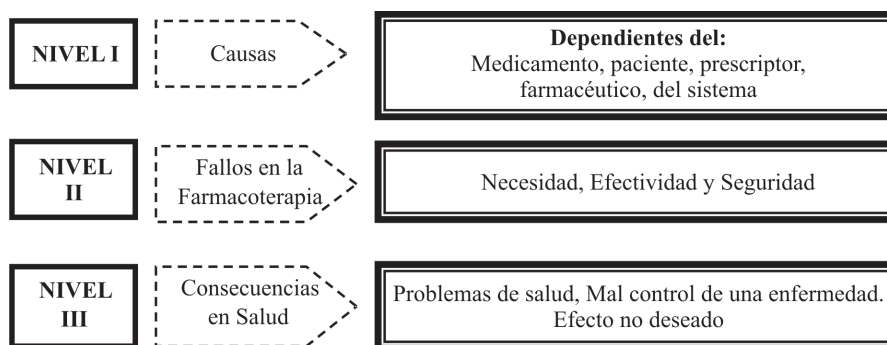 NIVEL I
Causas
Dependientes del:
Medicamento, paciente, prescriptor,
farmacéutico, del sistema
NIVEL
II
Fallos en la
Farmacoterapia
Necesidad, Efectividad y Seguridad
NIVEL
III
Consecuencias
en Salud
Problemas de salud, Mal control de una enfermedad.
Efecto no deseado